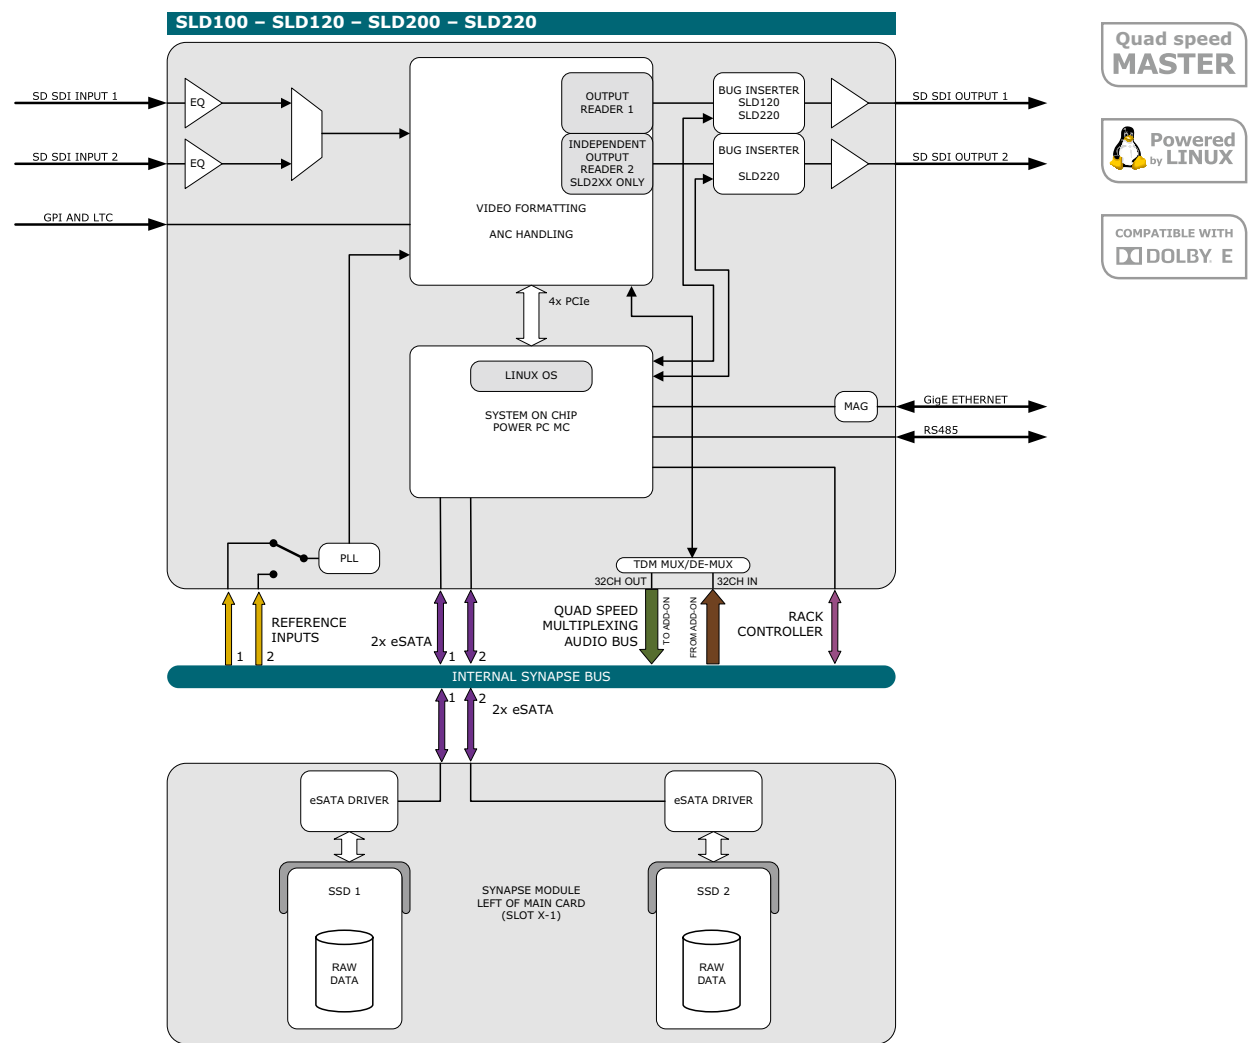 SLD100 – SLD120 – SLD200 – SLD220
Quad speed
MASTER
Powered
by LINUX
COMPATIBLE WITH
DOLBY E
SD SDI INPUT 1
EQ
SD SDI INPUT 2
EQ
GPI AND LTC
OUTPUT
READER 1
INDEPENDENT
OUTPUT
READER 2
SLD2XX ONLY
VIDEO FORMATTING
ANC HANDLING
BUG INSERTER
SLD120
SLD220
BUG INSERTER
SLD220
SD SDI OUTPUT 1
SD SDI OUTPUT 2
4x PCIe
LINUX OS
SYSTEM ON CHIP
POWER PC MC
MAG
GigE ETHERNET
RS485
PLL
TDM MUX/DE-MUX
32CH OUT
32CH IN
REFERENCE
INPUTS
1
2
2x eSATA
1
2
QUAD SPEED
MULTIPLEXING
AUDIO BUS
TO ADD-ON
FROM ADD-ON
RACK
CONTROLLER
INTERNAL SYNAPSE BUS
1
2
2x eSATA
eSATA DRIVER
eSATA DRIVER
SSD 1
RAW
DATA
SYNAPSE MODULE
LEFT OF MAIN CARD
(SLOT X-1)
SSD 2
RAW
DATA